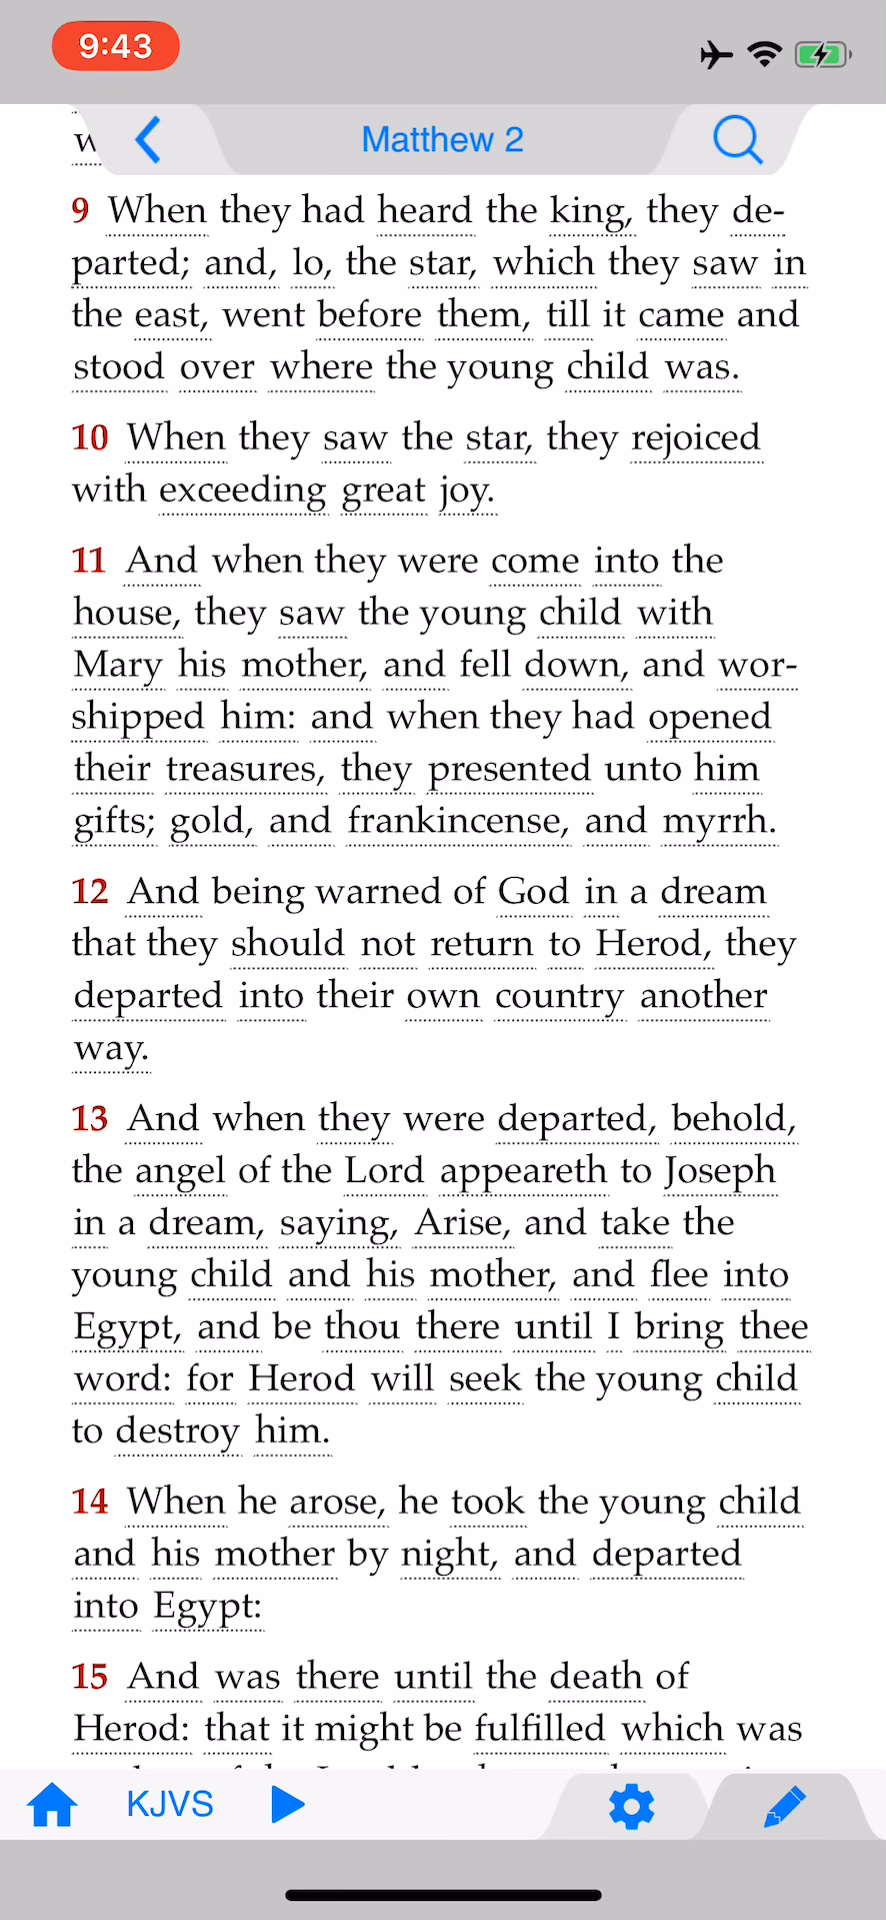 9:43
Matthew 2
9 When they had heard the king, they de-
parted; and, lo, the star, which they saw in
the east, went before them, till it came and
stood over where the young child was.
10 When they saw the star, they rejoiced
with exceeding great joy.
11 And when they were come into the
house, they saw the young child with
Mary his mother, and fell down, and wor-
shipped him: and when they had opened
their treasures, they presented unto him
gifts; gold, and frankincense, and myrrh.
12 And being warned of God in a dream
that they should not return to Herod, they
departed into their own country another
way.
13 And when they were departed, behold,
the angel of the Lord appeareth to Joseph
in a dream, saying, Arise, and take the
young child and his mother, and flee into
Egypt, and be thou there until I bring thee
word: for Herod will seek the young child
to destroy him.
14 When he arose, he took the young child
and his mother by night, and departed
into Egypt:
15 And was there until the death of
Herod: that it might be fulfilled which was
KJVS